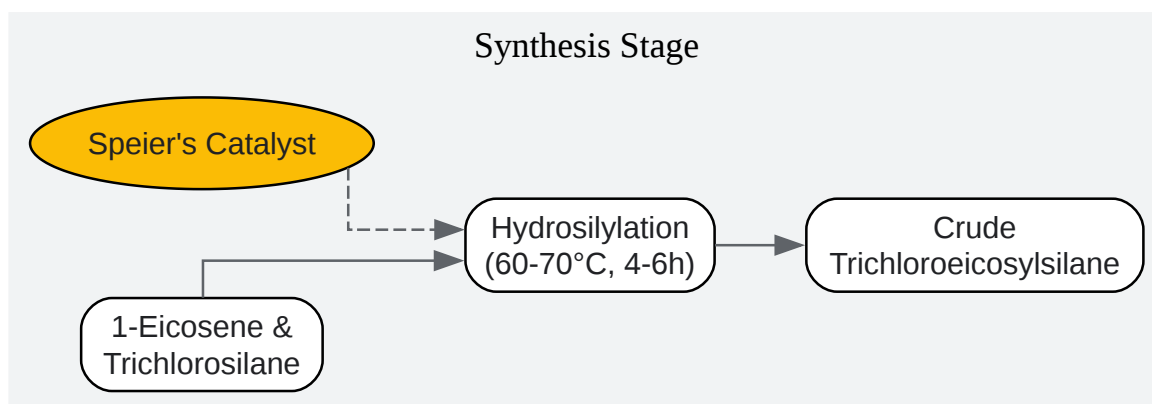 Synthesis Stage
Speier's Catalyst
Hydrosilylation
(60-70°C, 4-6h)
Crude
Trichloroeicosylsilane
1-Eicosene &
Trichlorosilane